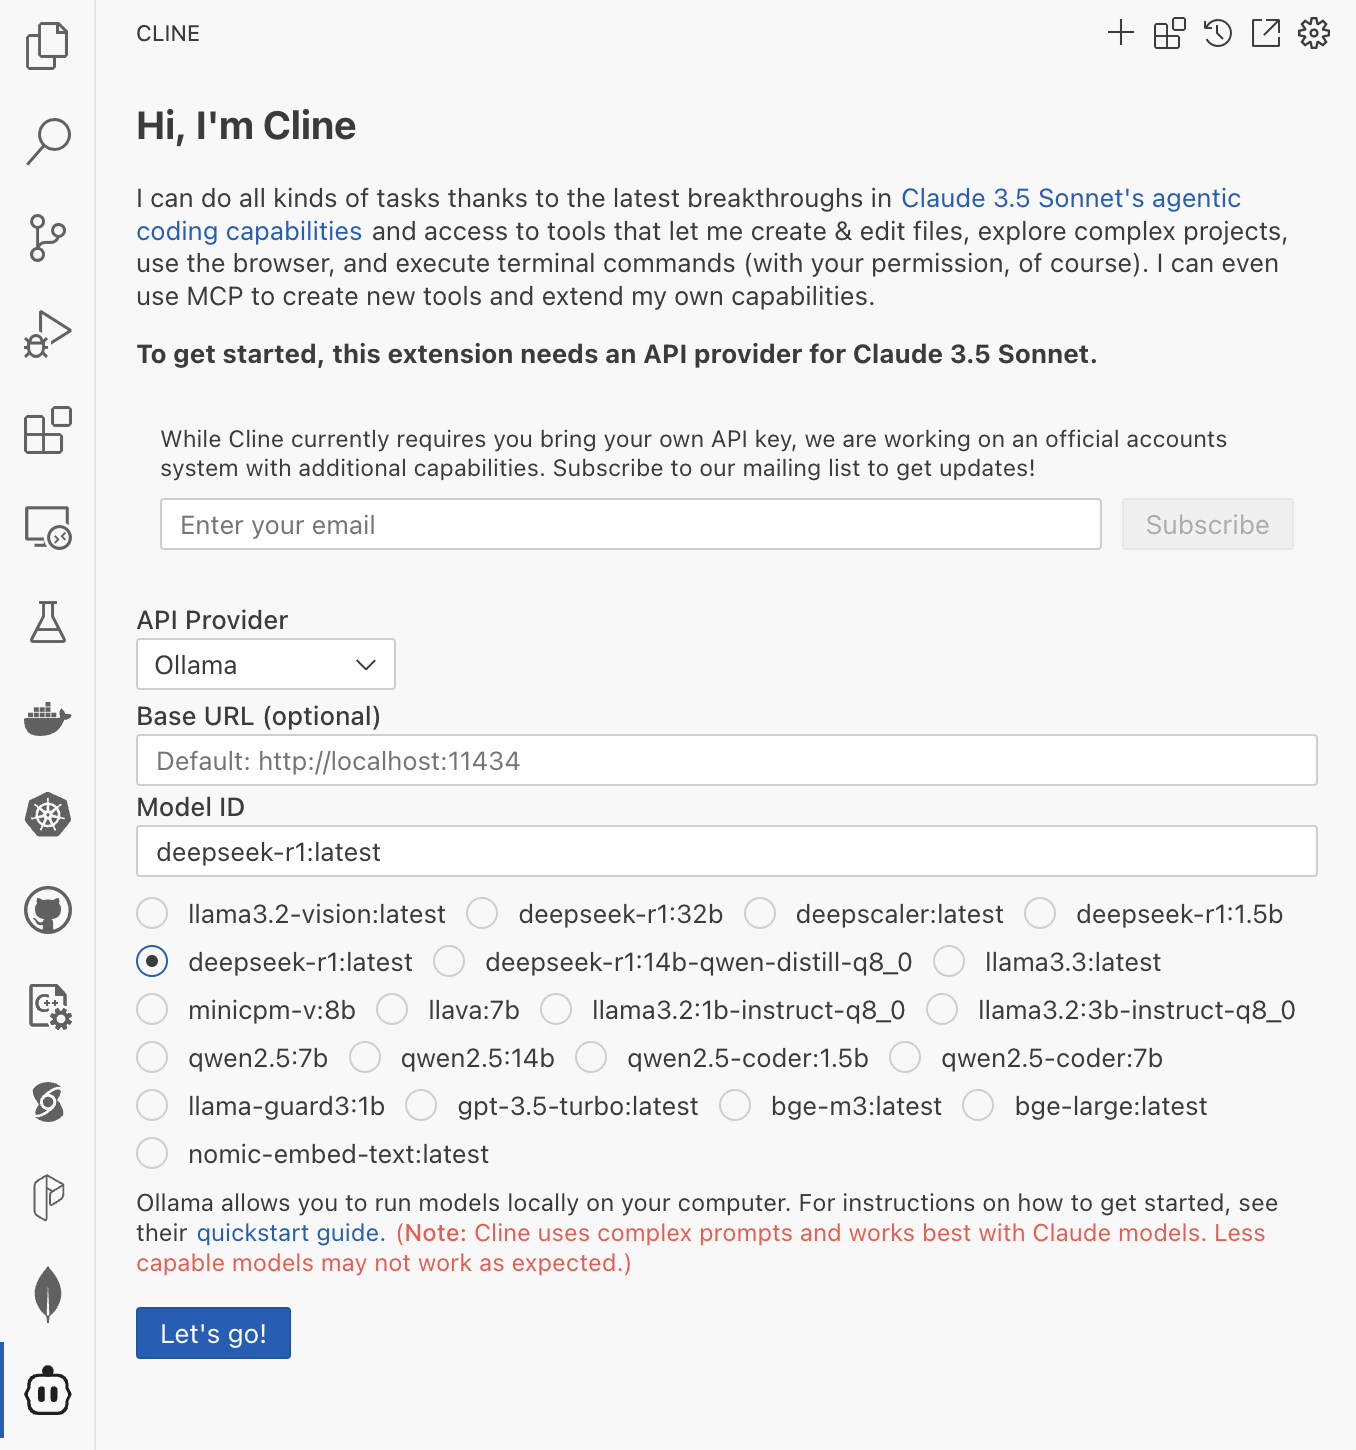 CLINE
Hi, I'm Cline
I can do all kinds of tasks thanks to the latest breakthroughs in Claude 3.5 Sonnet's agentic
coding capabilities and access to tools that let me create & edit files, explore complex projects,
use the browser, and execute terminal commands (with your permission, of course). I can even
use MCP to create new tools and extend my own capabilities.
To get started, this extension needs an API provider for Claude 3.5 Sonnet.
While Cline currently requires you bring your own API key, we are working on an official accounts
system with additional capabilities. Subscribe to our mailing list to get updates!
Enter your email Subscribe
API Provider
Ollama
Base URL (optional)
Default: http://localhost:11434
Model ID
deepseek-r1:latest
llama3.2-vision:latest deepseek-r1:32b deepscaler:latest deepseek-r1:1.5b
deepseek-r1:latest deepseek-r1:14b-qwen-distill-q8_0 llama3.3:latest
minicpm-v:8b llava:7b llama3.2:1b-instruct-q8_0 llama3.2:3b-instruct-q8_0
qwen2.5:7b qwen2.5:14b qwen2.5-coder:1.5b qwen2.5-coder:7b
llama-guard3:1b gpt-3.5-turbo:latest bge-m3:latest bge-large:latest
nomic-embed-text:latest
Ollama allows you to run models locally on your computer. For instructions on how to get started, see
their quickstart guide. (Note: Cline uses complex prompts and works best with Claude models. Less
capable models may not work as expected.)
Let's go!
C++